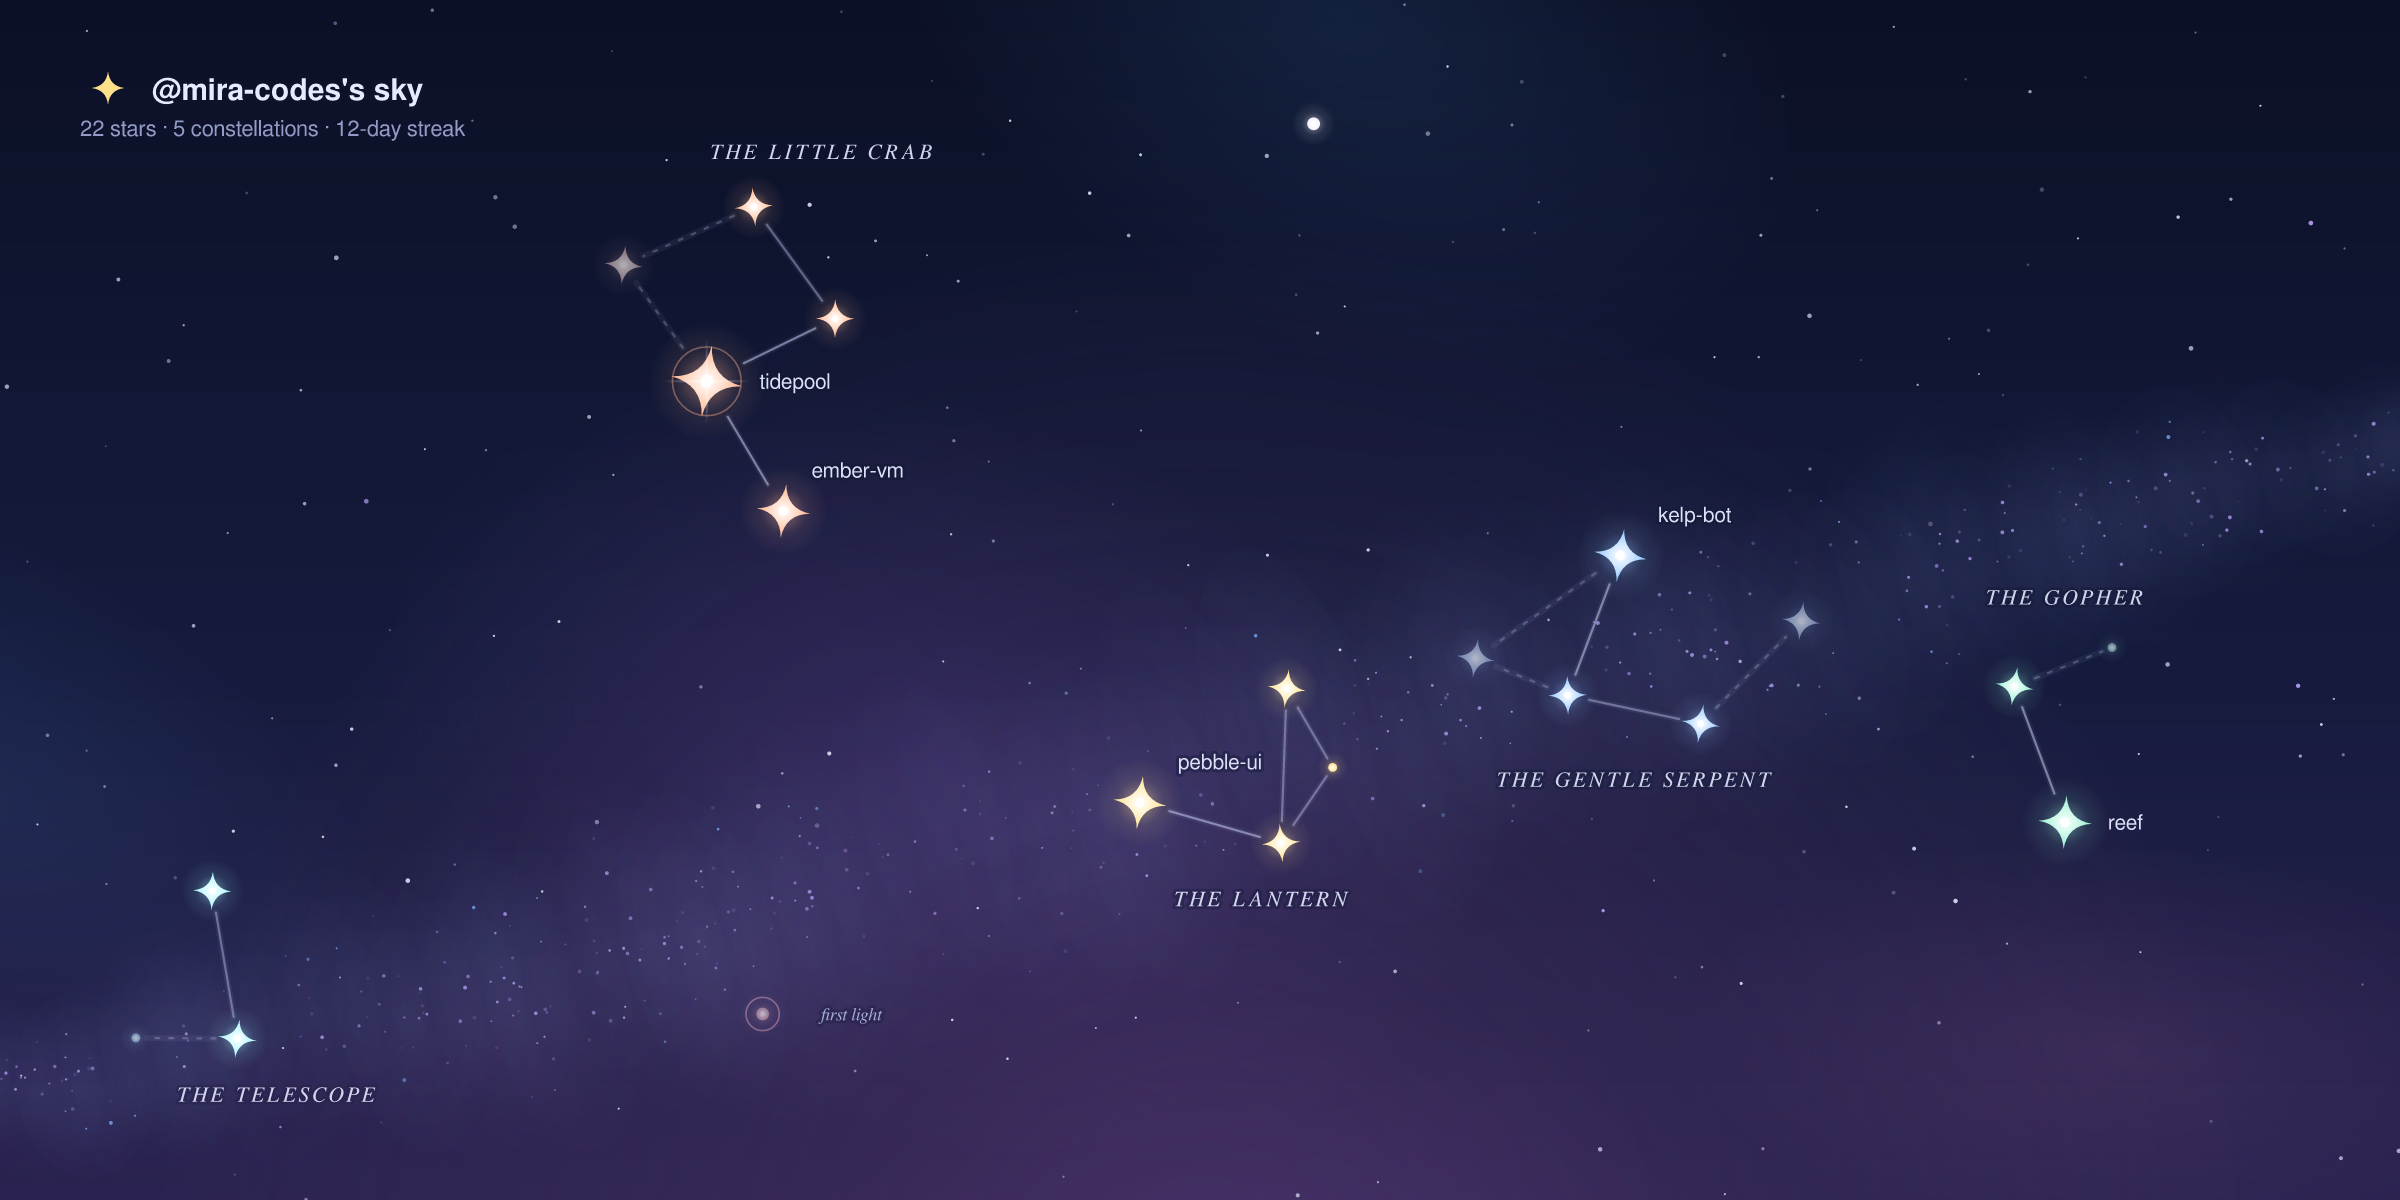 @mira-codes's sky
22 stars · 5 constellations · 12-day streak
THE LITTLE CRAB
tidepool
ember-vm
kelp-bot
THE GOPHER
pebble-ui
THE GENTLE SERPENT
reef
THE LANTERN
first light
THE TELESCOPE